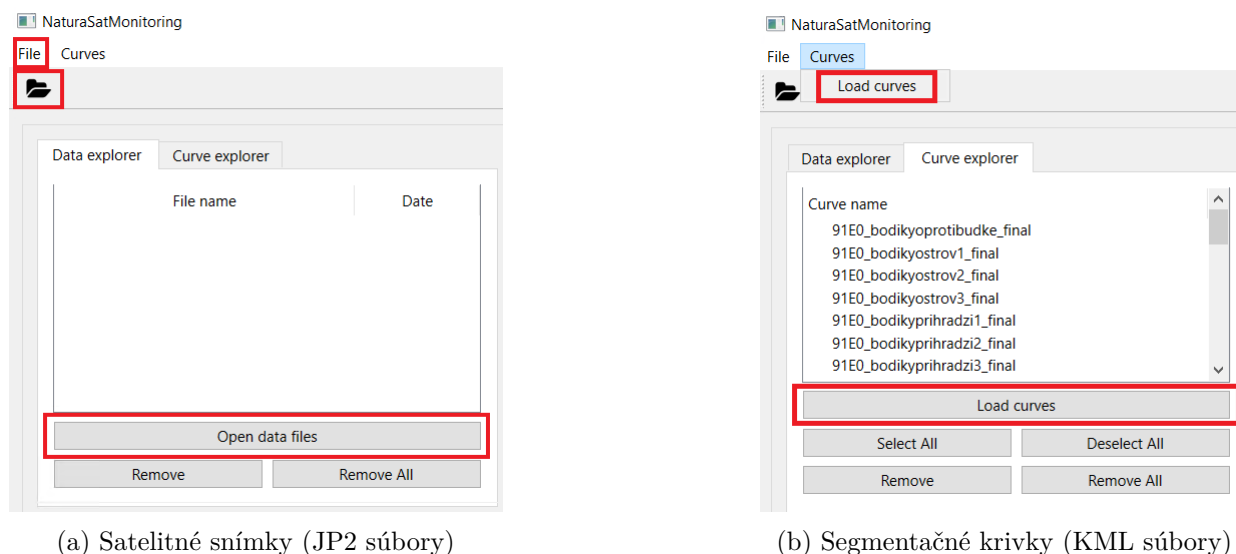 NaturaSatMonitoring
File Curves
Data explorer Curve explorer
File name Date
Open data files
Remove Remove All
(a) Satelitné snímky (JP2 súbory)
NaturaSatMonitoring
File Curves
Load curves
Data explorer Curve explorer
Curve name
91E0_bodikyoprotibudke_final
91E0_bodikyostrov1_final
91E0_bodikyostrov2_final
91E0_bodikyostrov3_final
91E0_bodikyprihradzi1_final
91E0_bodikyprihradzi2_final
91E0_bodikyprihradzi3_final
Load curves
Select All Deselect All
Remove Remove All
(b) Segmentačné krivky (KML súbory)